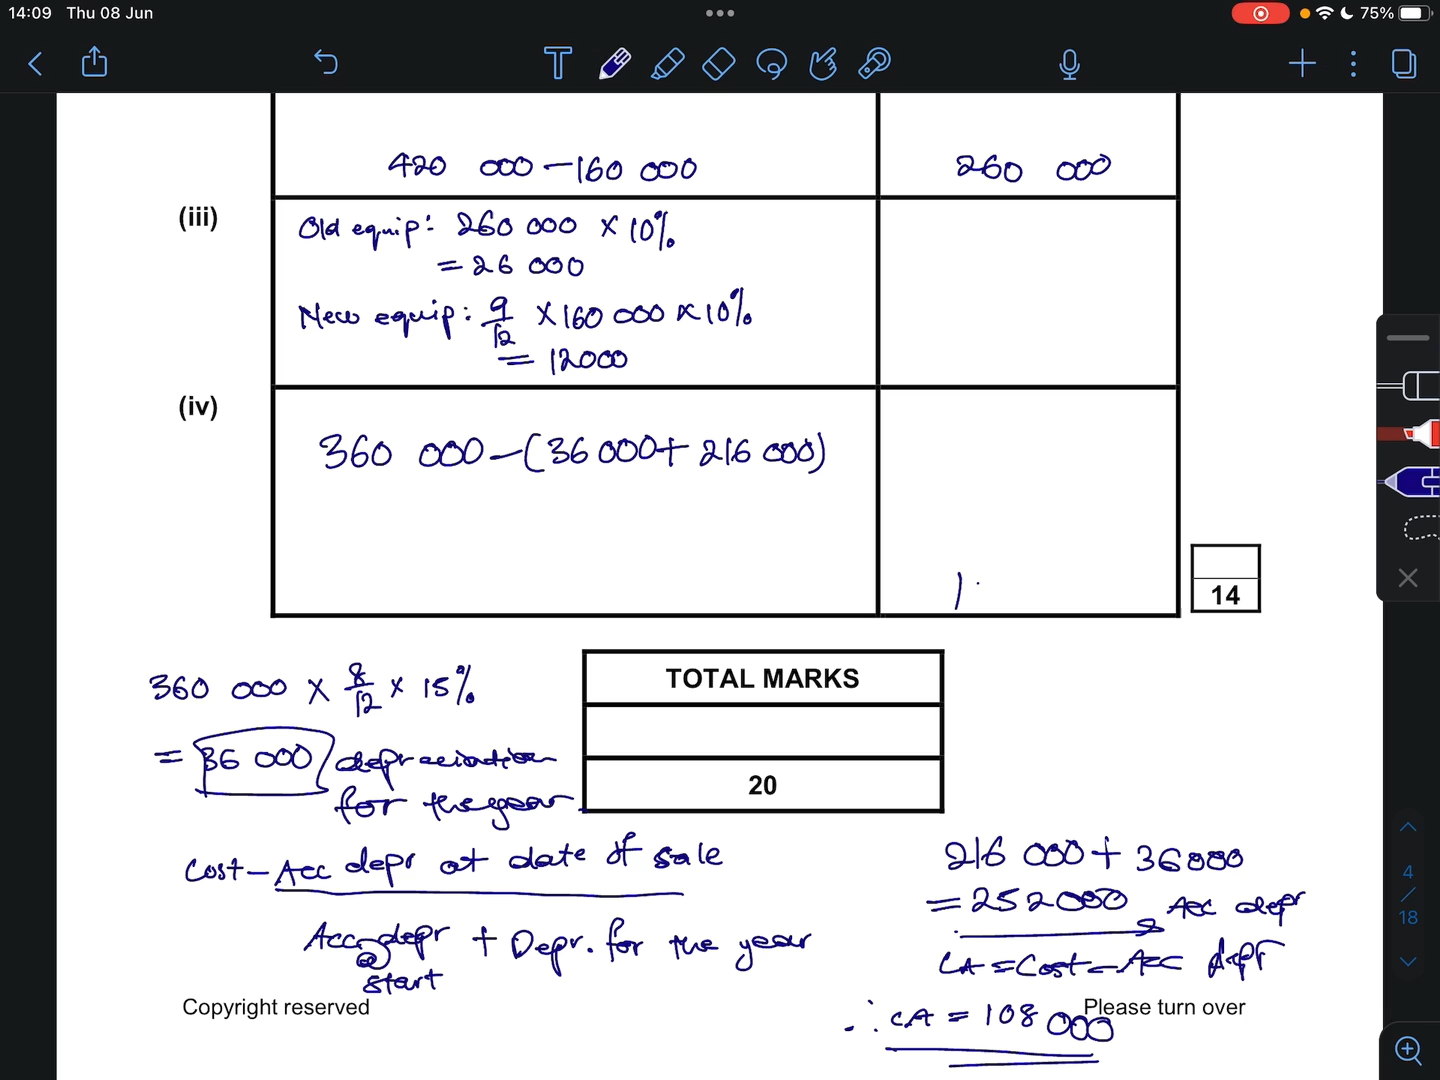 14:09 Thu 08 Jun
75%
420 000 - 160 000
260 000
(iii)
Old equip: 260 000 x 10%
= 26 000
New equip: 9/12 x 160 000 x 10%
= 12000
(iv)
360 000 - (36 000 + 216 000)
14
360 000 x 8/12 x 15%
= 36 000 depreciation
for the year
TOTAL MARKS
20
Cost - Acc depr at date of sale
Acc depr + Depr. for the year
@
start
216 000 + 36000
= 252000 Acc depr
CA = Cost - Acc depr
∴ CA = 108 000
Copyright reserved
Please turn over
4
/
18